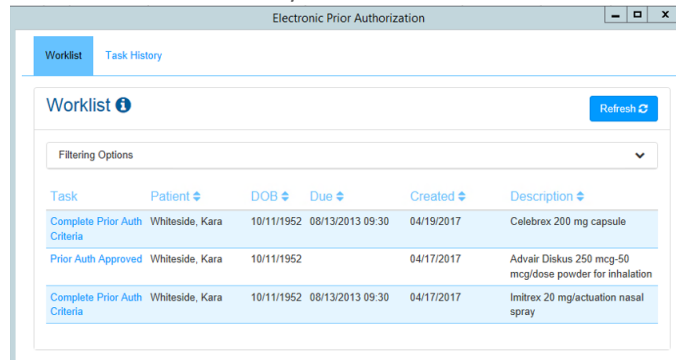 Electronic Prior Authorization
Worklist Task History
Worklist
Refresh
Filtering Options
Task Patient DOB Due Created Description
Complete Prior Auth Whiteside, Kara 10/11/1952 08/13/2013 09:30 04/19/2017 Celebrex 200 mg capsule
Criteria
Prior Auth Approved Whiteside, Kara 10/11/1952 04/17/2017 Advair Diskus 250 mcg-50
mcg/dose powder for inhalation
Complete Prior Auth Whiteside, Kara 10/11/1952 08/13/2013 09:30 04/17/2017 Imitrex 20 mg/actuation nasal
Criteria spray